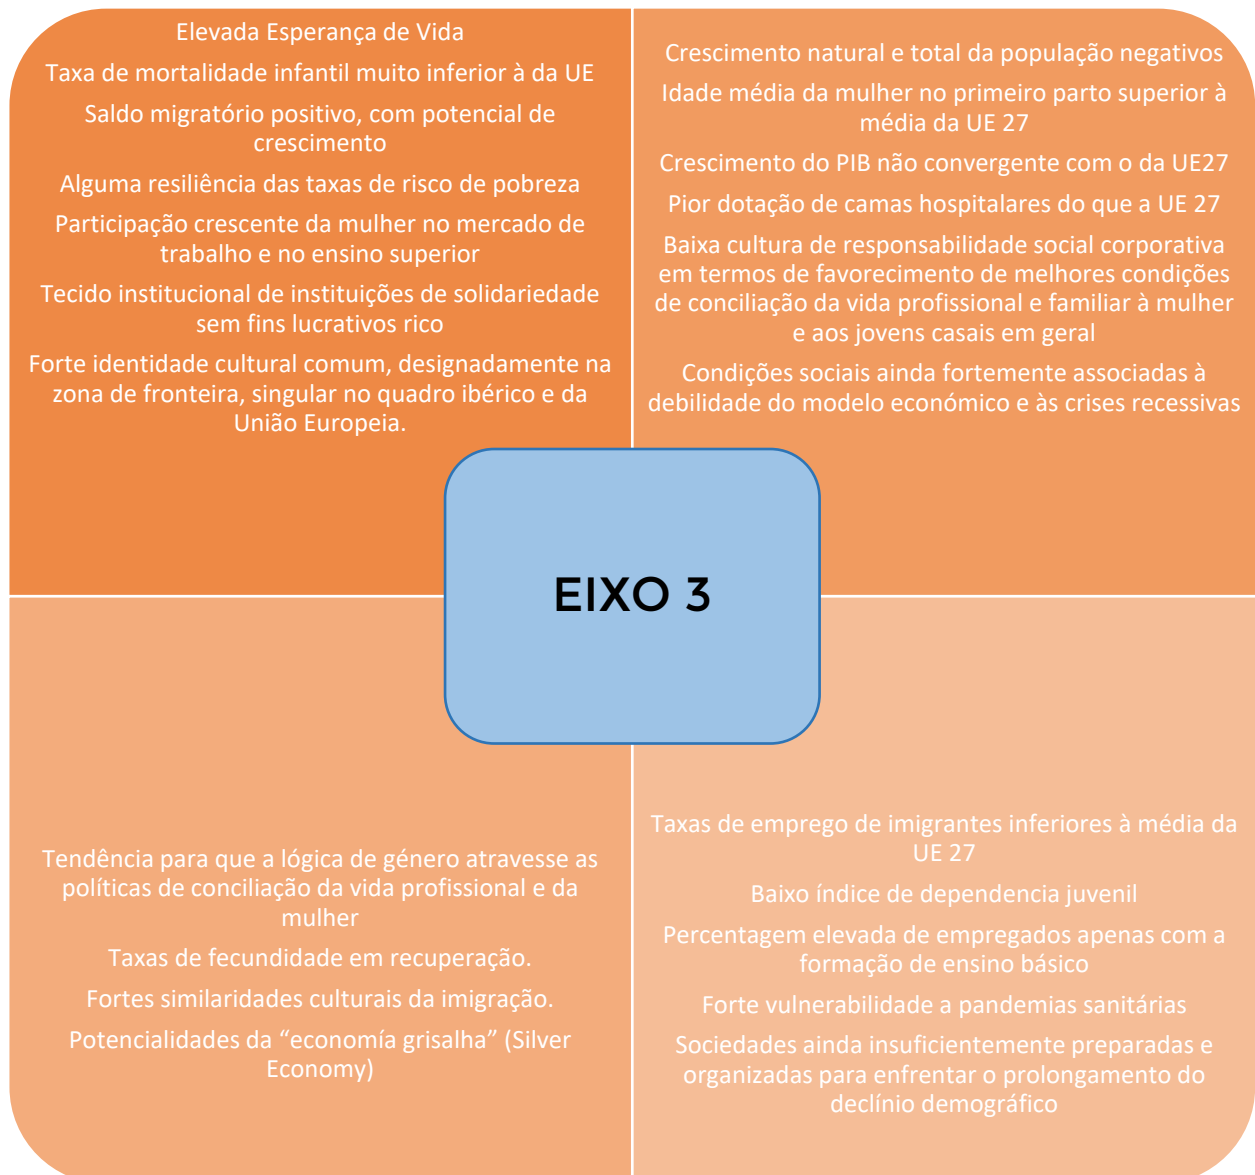 Elevada Esperança de Vida
Taxa de mortalidade infantil muito inferior à da UE
Saldo migratório positivo, com potencial de
crescimento
Alguma resiliência das taxas de risco de pobreza
Participação crescente da mulher no mercado de
trabalho e no ensino superior
Tecido institucional de instituições de solidariedade
sem fins lucrativos rico
Forte identidade cultural comum, designadamente na
zona de fronteira, singular no quadro ibérico e da
União Europeia.
Crescimento natural e total da população negativos
Idade média da mulher no primeiro parto superior à
média da UE 27
Crescimento do PIB não convergente com o da UE27
Pior dotação de camas hospitalares do que a UE 27
Baixa cultura de responsabilidade social corporativa
em termos de favorecimento de melhores condições
de conciliação da vida profissional e familiar à mulher
e aos jovens casais em geral
Condições sociais ainda fortemente associadas à
debilidade do modelo económico e às crises recessivas
EIXO 3
Tendência para que a lógica de género atravesse as
políticas de conciliação da vida profissional e da
mulher
Taxas de fecundidade em recuperação.
Fortes similaridades culturais da imigração.
Potencialidades da “economía grisalha” (Silver
Economy)
Taxas de emprego de imigrantes inferiores à média da
UE 27
Baixo índice de dependencia juvenil
Percentagem elevada de empregados apenas com a
formação de ensino básico
Forte vulnerabilidade a pandemias sanitárias
Sociedades ainda insuficientemente preparadas e
organizadas para enfrentar o prolongamento do
declínio demográfico